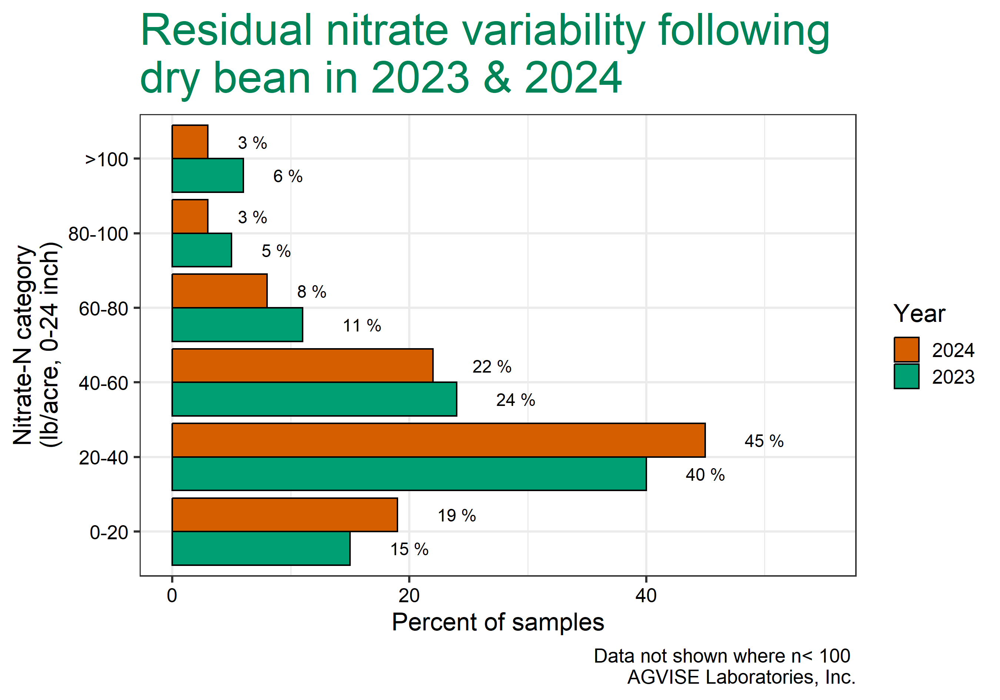 Residual nitrate variability following
dry bean in 2023 & 2024
Nitrate-N category
(lb/acre, 0-24 inch)
>100
3 %
6 %
80-100
3 %
5 %
60-80
8 %
11 %
40-60
22 %
24 %
20-40
45 %
40 %
0-20
19 %
15 %
0
20
40
Percent of samples
Year
2024
2023
Data not shown where n< 100
AGVISE Laboratories, Inc.